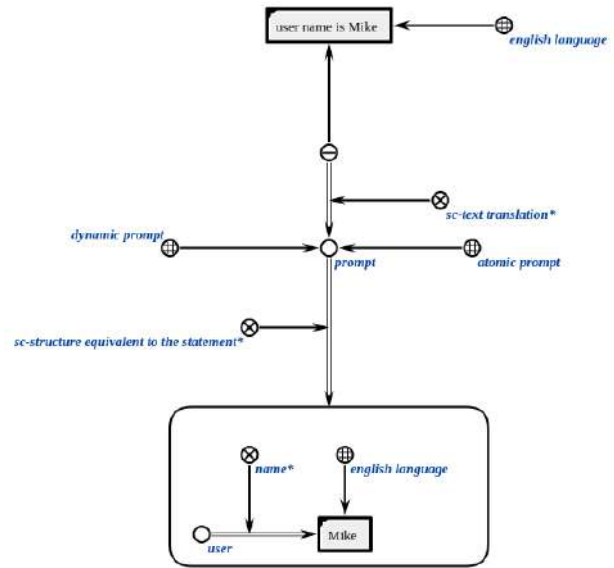 user name is Mike
english language
sc-text translation*
dynamic prompt
prompt
atomic prompt
sc-structure equivalent to the statement*
name*
english language
user
Mike